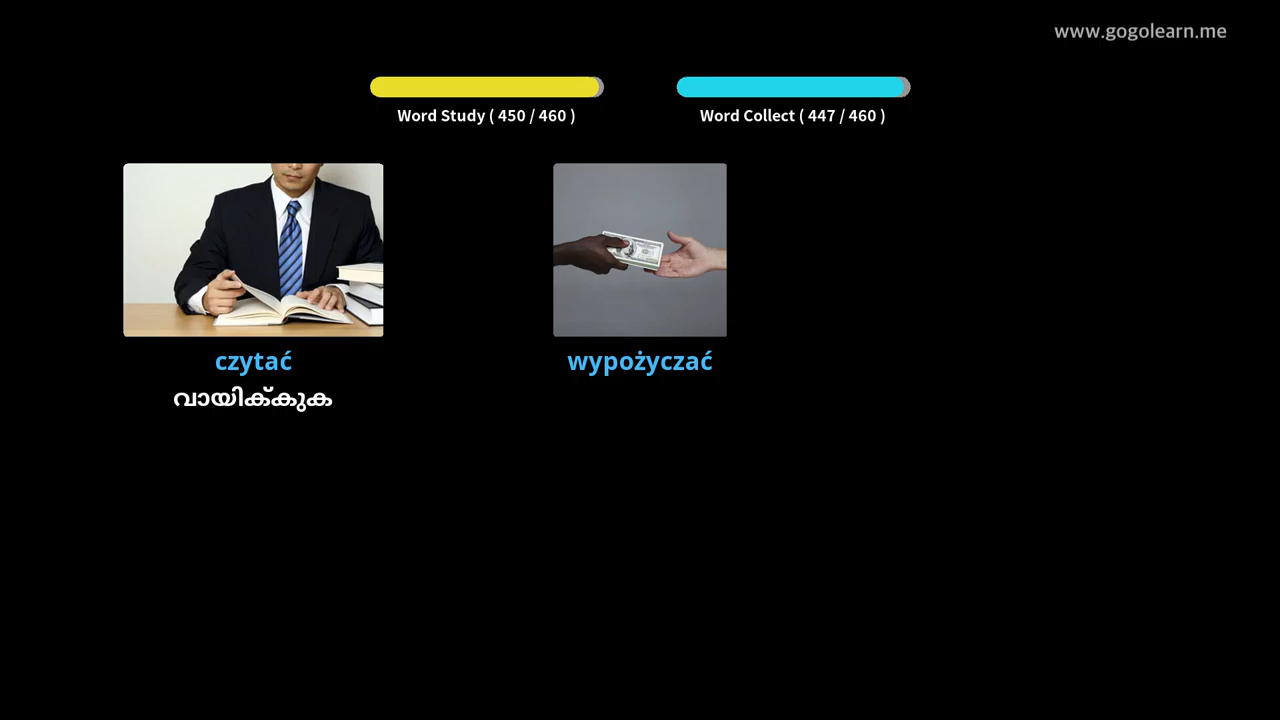 www.gogolearn.me
Word Study ( 450 / 460 )
Word Collect ( 447 / 460 )
czytać
wypożyczać
വായിക്കുക